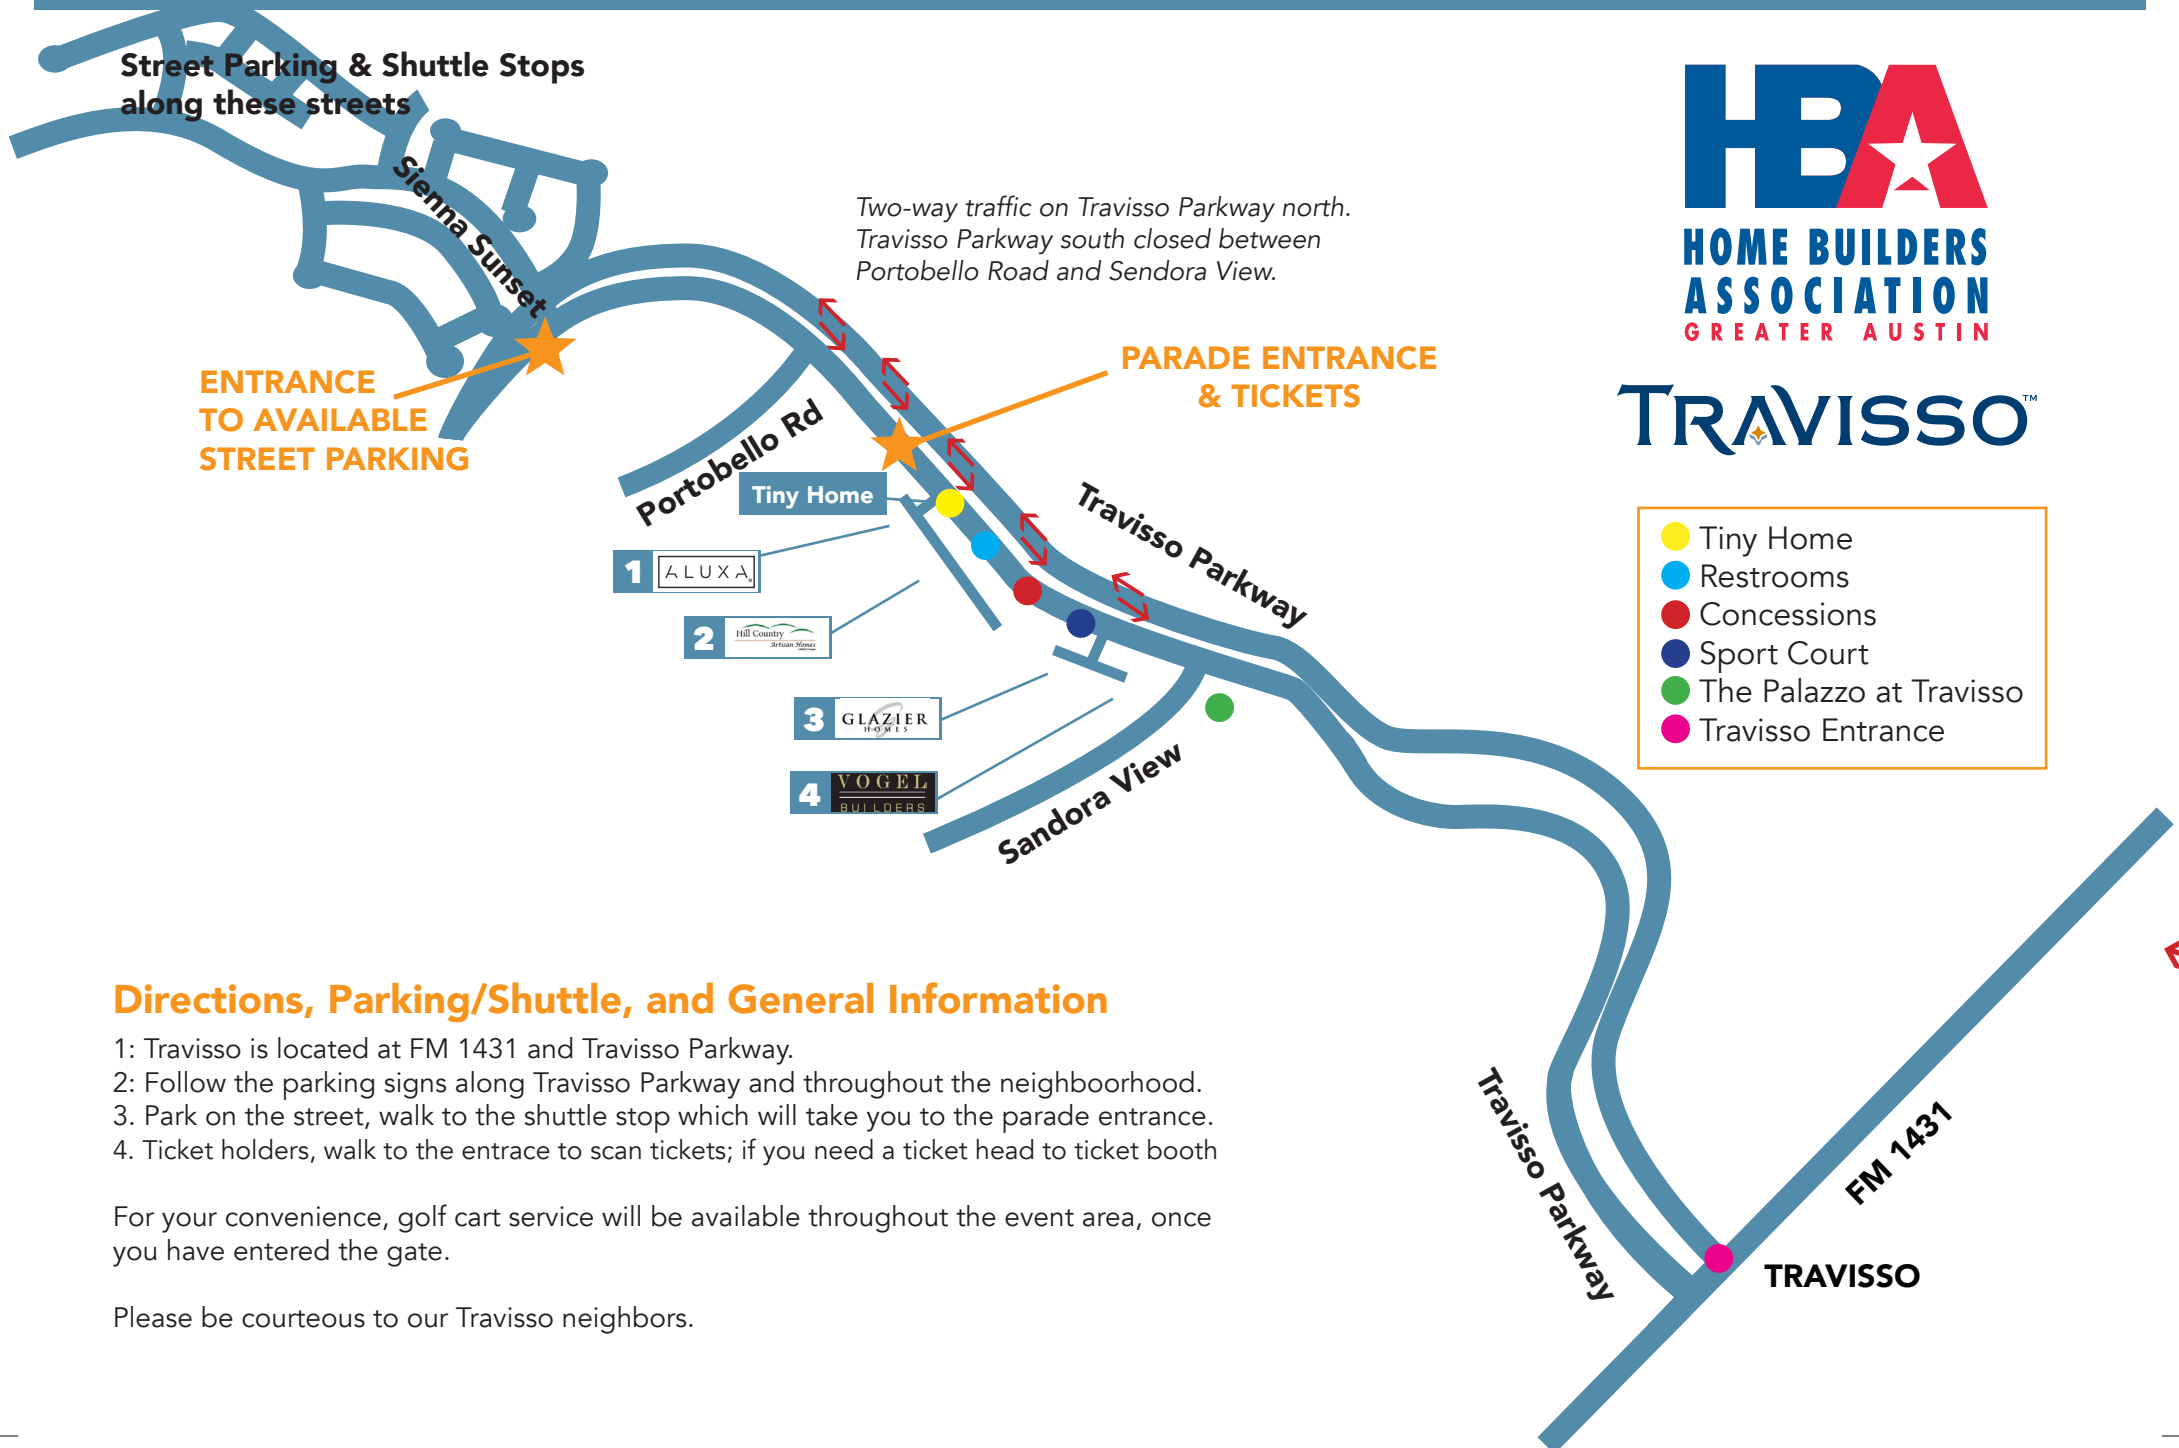 Street Parking & Shuttle Stops
along these streets
Sienna Sunset
Two-way traffic on Travisso Parkway north.
Travisso Parkway south closed between
Portobello Road and Sendora View.
HBA
HOME BUILDERS
ASSOCIATION
GREATER AUSTIN
TRAVISSO™
ENTRANCE
TO AVAILABLE
STREET PARKING
PARADE ENTRANCE
& TICKETS
Portobello Rd
Tiny Home
Travisso Parkway
1 ALUXA
2 Hill Country
Artisan Homes
3 GLAZIER
HOMES
4 VOGEL
BUILDERS
Sandora View
Tiny Home
Restrooms
Concessions
Sport Court
The Palazzo at Travisso
Travisso Entrance
Directions, Parking/Shuttle, and General Information
1: Travisso is located at FM 1431 and Travisso Parkway.
2: Follow the parking signs along Travisso Parkway and throughout the neighboorhood.
3. Park on the street, walk to the shuttle stop which will take you to the parade entrance.
4. Ticket holders, walk to the entrace to scan tickets; if you need a ticket head to ticket booth
For your convenience, golf cart service will be available throughout the event area, once
you have entered the gate.
Please be courteous to our Travisso neighbors.
Travisso Parkway
FM 1431
TRAVISSO